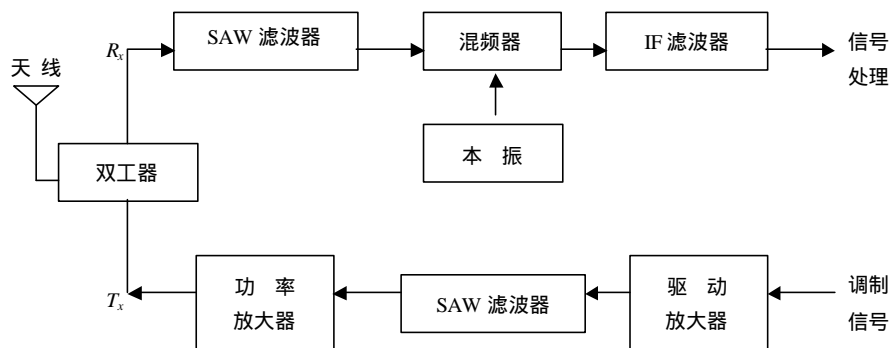 R_x
SAW 滤波器
混频器
IF 滤波器
信号
处理
天 线
本 振
双工器
T_x
功 率
放大器
SAW 滤波器
驱 动
放大器
调制
信号